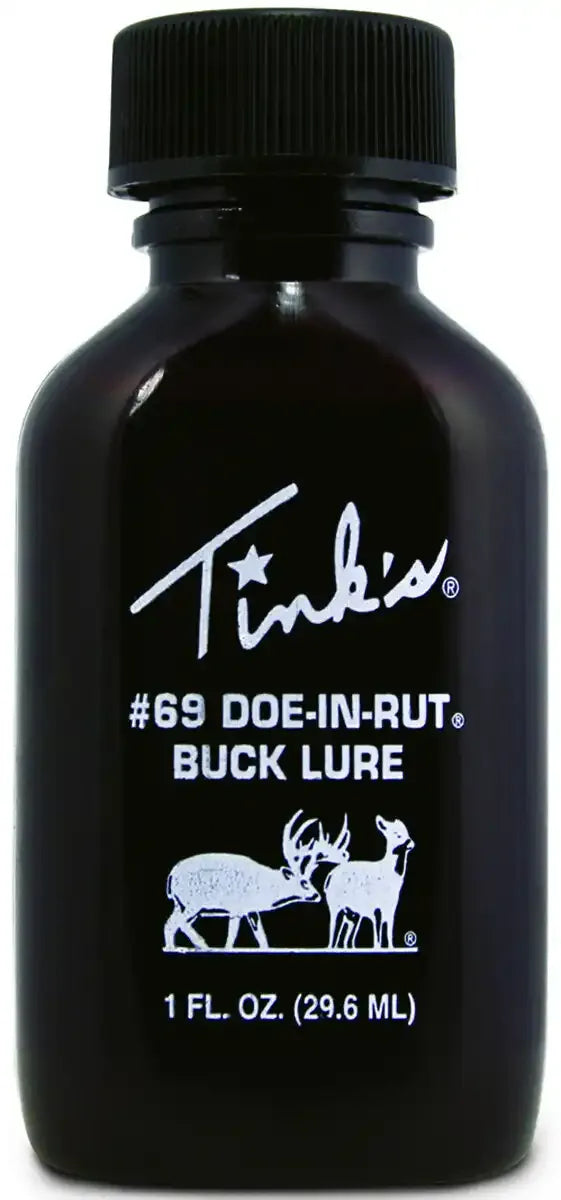 Tink's®
#69 DOE-IN-RUT®
BUCK LURE
®
1 FL. OZ. (29.6 ML)